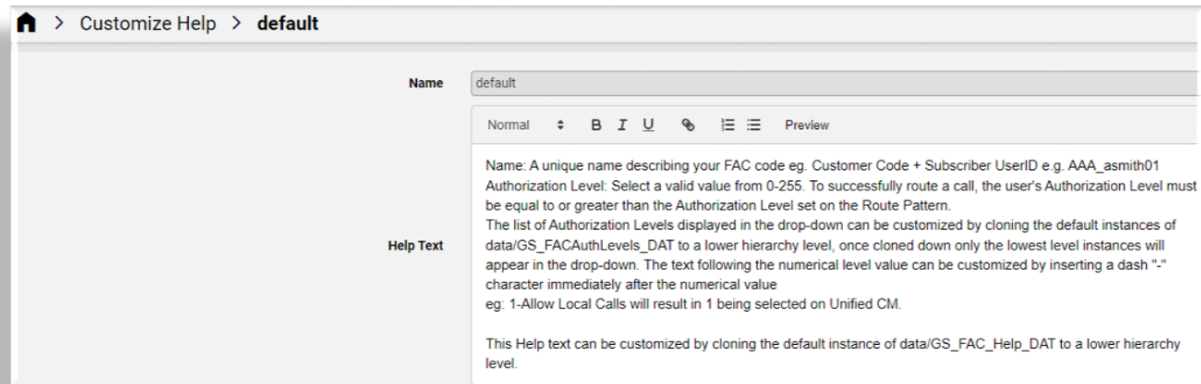 > Customize Help > default
Name
default
Normal B I U Preview
Name: A unique name describing your FAC code eg. Customer Code + Subscriber UserID e.g. AAA_asmith01
Authorization Level: Select a valid value from 0-255. To successfully route a call, the user's Authorization Level must
be equal to or greater than the Authorization Level set on the Route Pattern.
The list of Authorization Levels displayed in the drop-down can be customized by cloning the default instances of
Help Text
data/GS_FACAuthLevels_DAT to a lower hierarchy level, once cloned down only the lowest level instances will
appear in the drop-down. The text following the numerical level value can be customized by inserting a dash "-"
character immediately after the numerical value
eg: 1-Allow Local Calls will result in 1 being selected on Unified CM.
This Help text can be customized by cloning the default instance of data/GS_FAC_Help_DAT to a lower hierarchy
level.